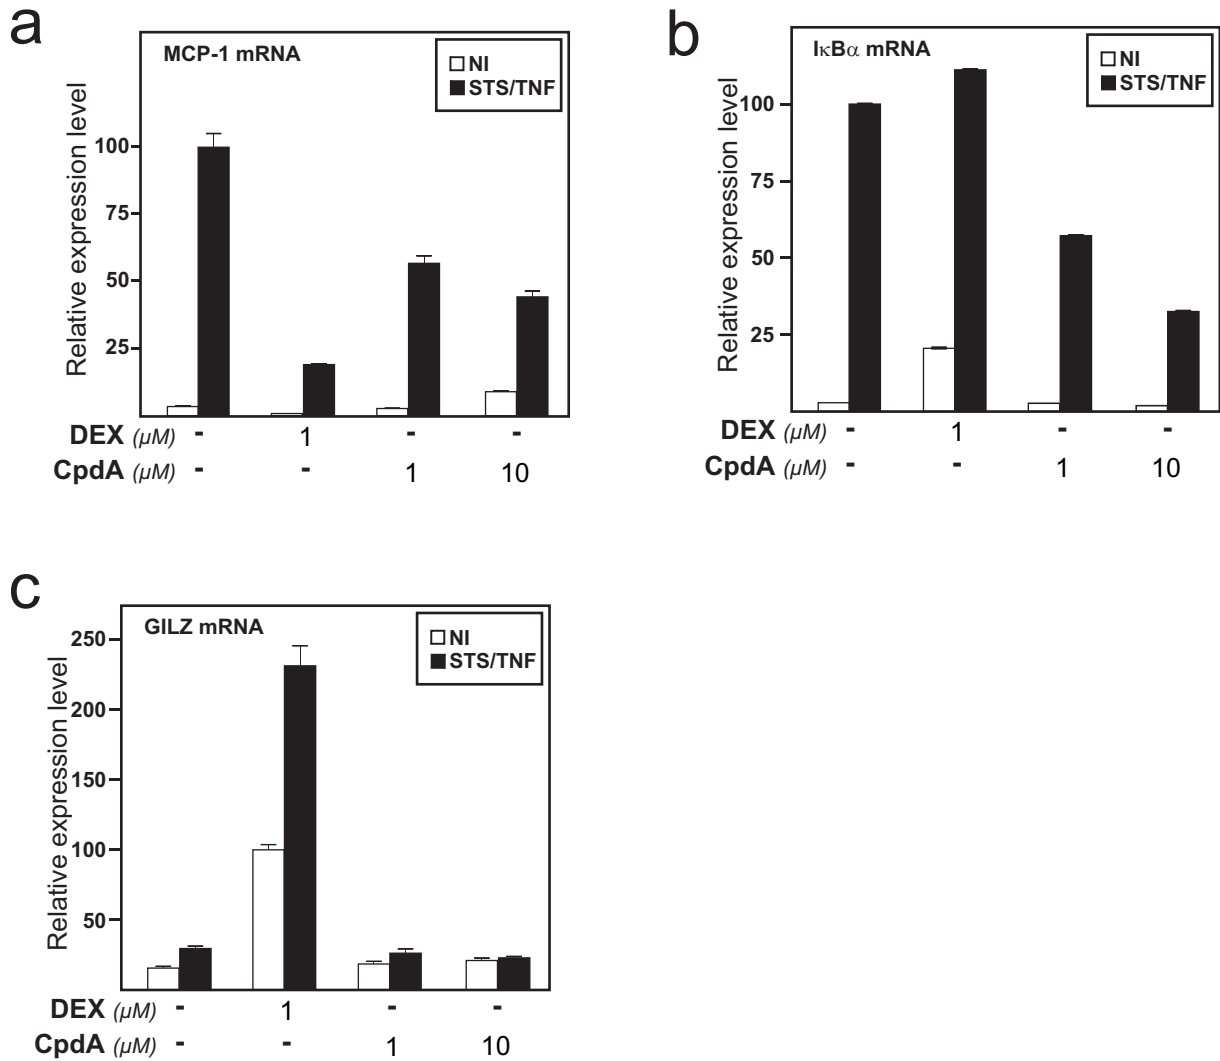 a
MCP-1 mRNA
NI
STS/TNF
Relative expression level
100
75
50
25
DEX (µM) - 1 - -
CpdA (µM) - - 1 10
b
IκBα mRNA
NI
STS/TNF
Relative expression level
100
75
50
25
DEX (µM) - 1 - -
CpdA (µM) - - 1 10
c
GILZ mRNA
NI
STS/TNF
Relative expression level
250
200
150
100
50
DEX (µM) - 1 - -
CpdA (µM) - - 1 10